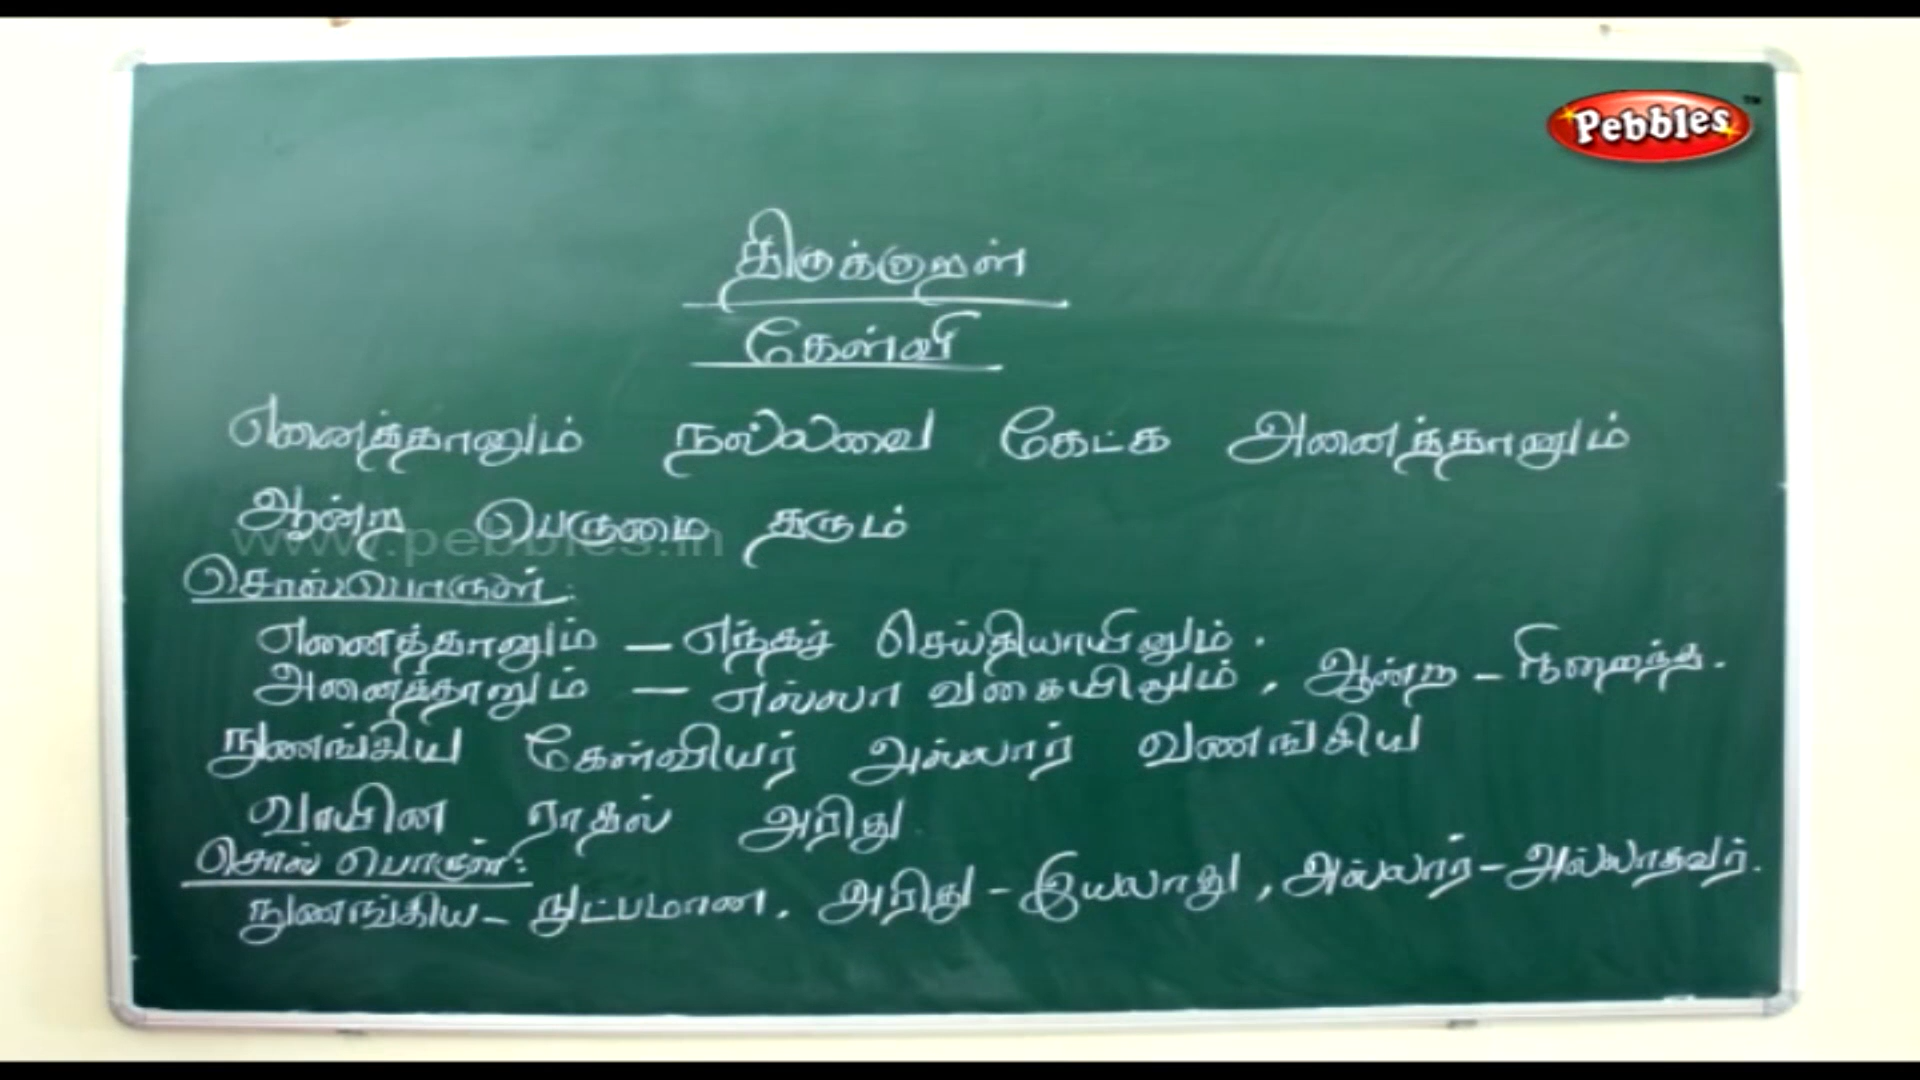 Pebbles
திருக்குறள்
கேள்வி
எனைத்தானும் நல்லவை கேட்க அனைத்தானும்
ஆன்ற பெருமை தரும்
www.pebbles.in
சொல்பொருள்:
எனைத்தானும் – எந்தச் செய்தியாயினும்.
அனைத்தானும் – எல்லா வகையிலும், ஆன்ற – நிறைந்த.
நுணங்கிய கேள்வியர் அல்லார் வணங்கிய
வாயின ராதல் அரிது
சொல் பொருள்:
நுணங்கிய – நுட்பமான, அரிது – இயலாது, அல்லார் – அல்லாதவர்.